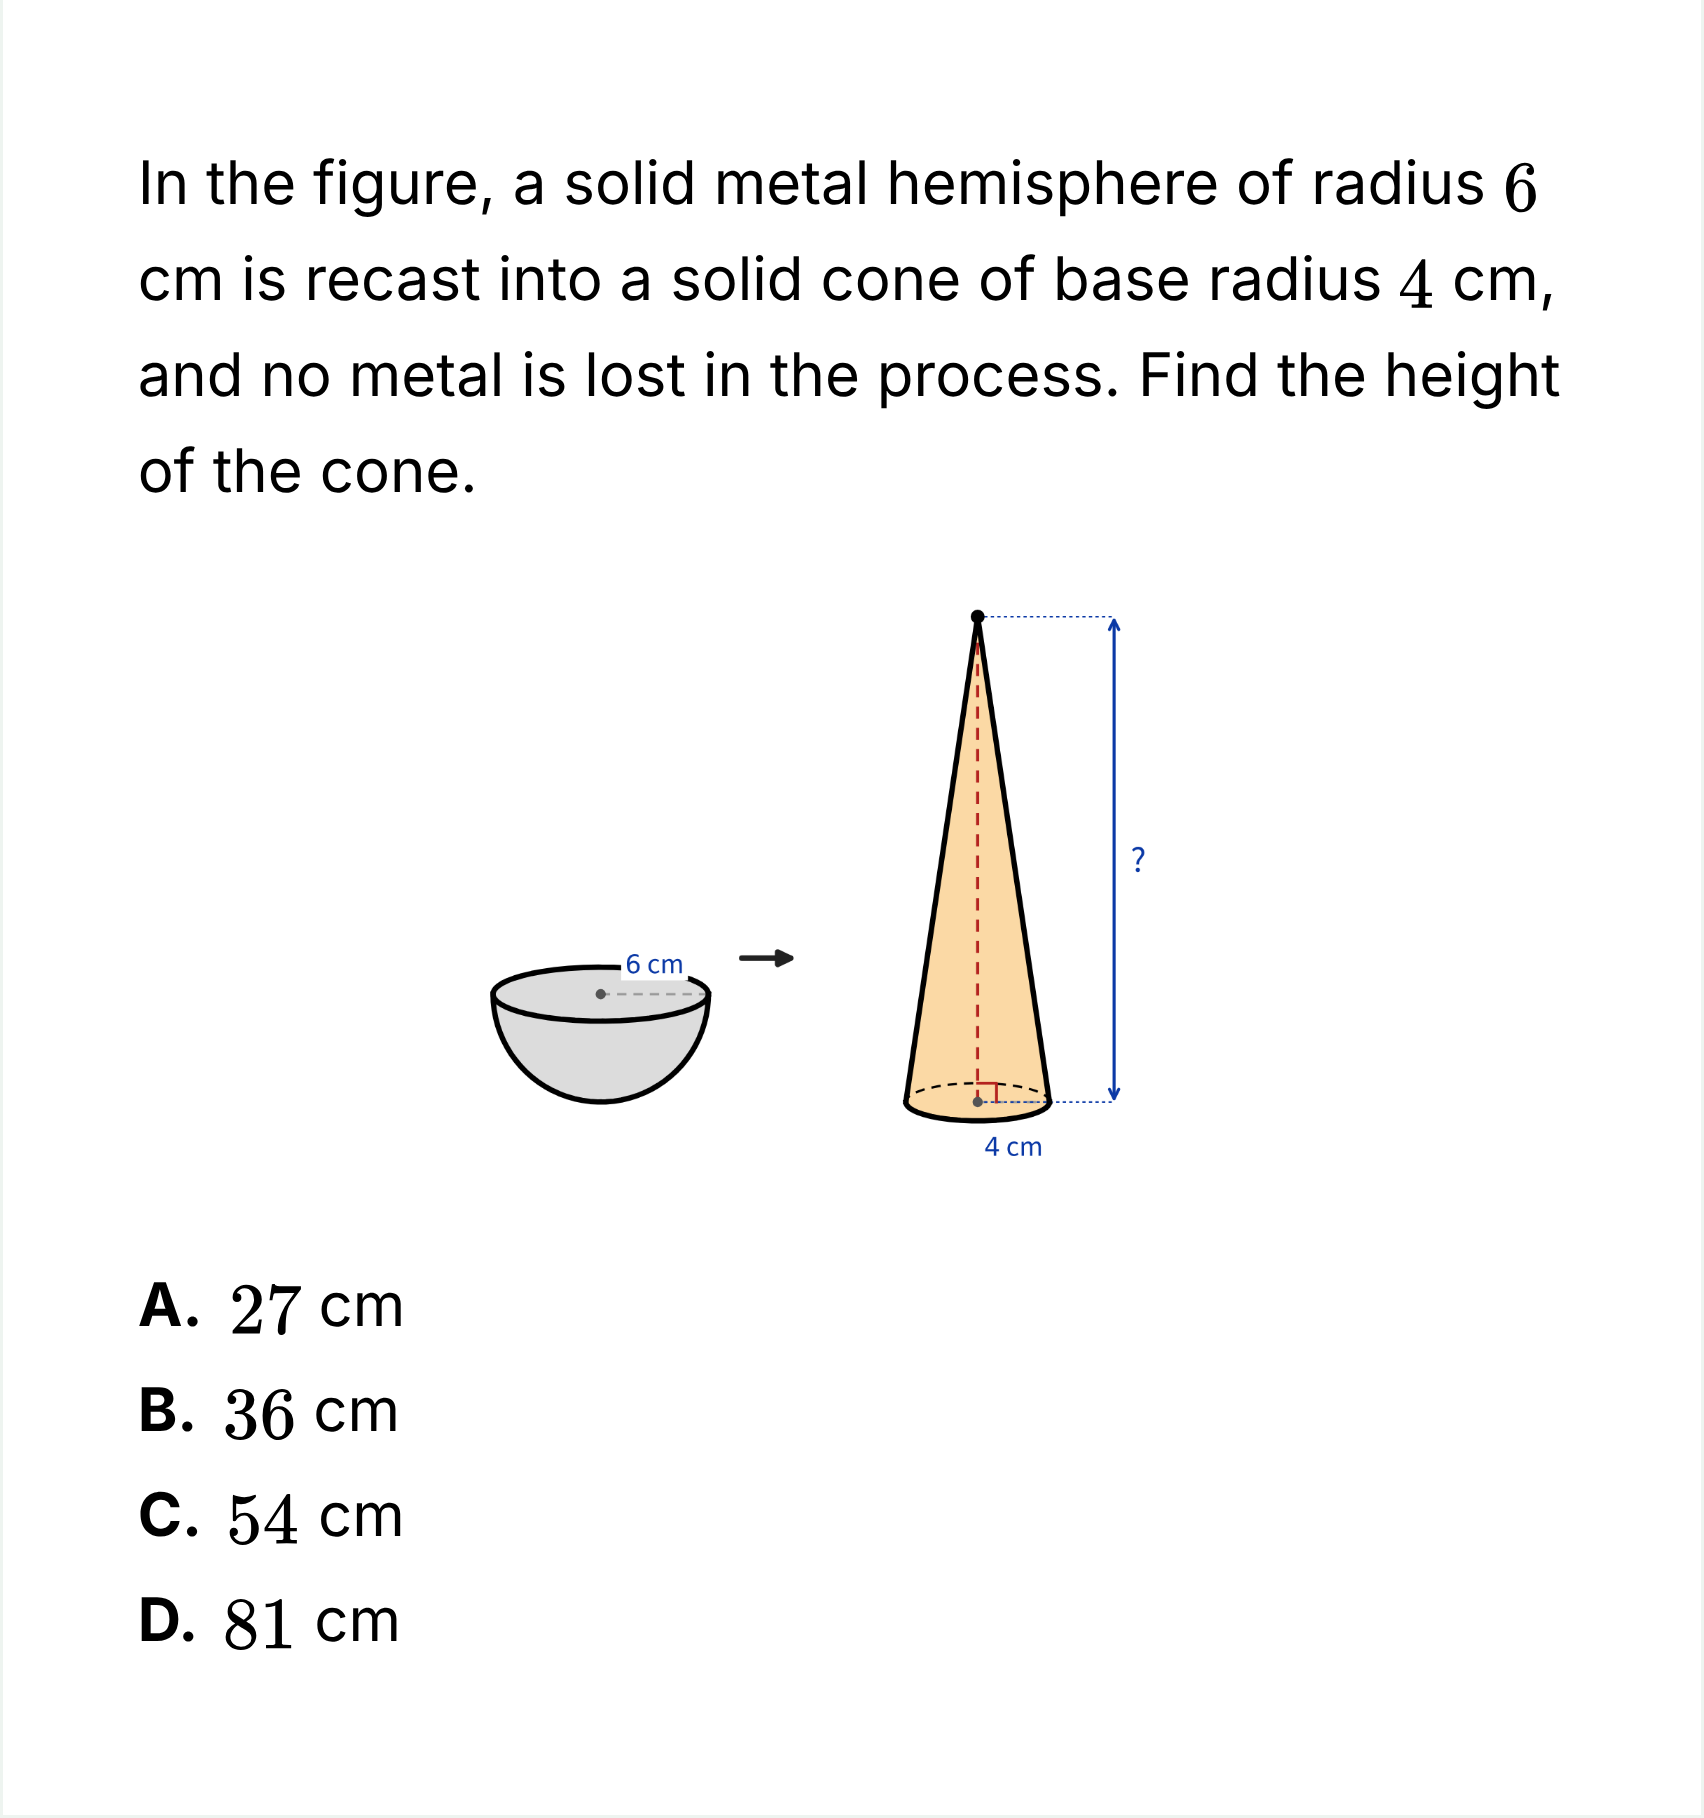 In the figure, a solid metal hemisphere of radius 6
cm is recast into a solid cone of base radius 4 cm,
and no metal is lost in the process. Find the height
of the cone.
6 cm
?
4 cm
A. 27 cm
B. 36 cm
C. 54 cm
D. 81 cm